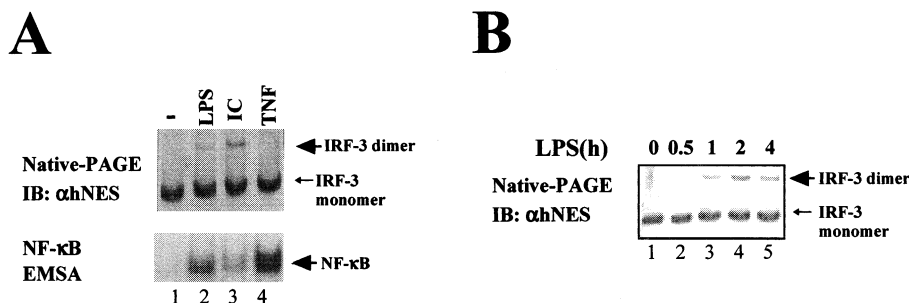 A
- LPS IC TNF
Native-PAGE
IB: αhNES
IRF-3 dimer
IRF-3
monomer
NF-κB
EMSA
NF-κB
1 2 3 4
B
LPS(h) 0 0.5 1 2 4
Native-PAGE
IB: αhNES
IRF-3 dimer
IRF-3
monomer
1 2 3 4 5